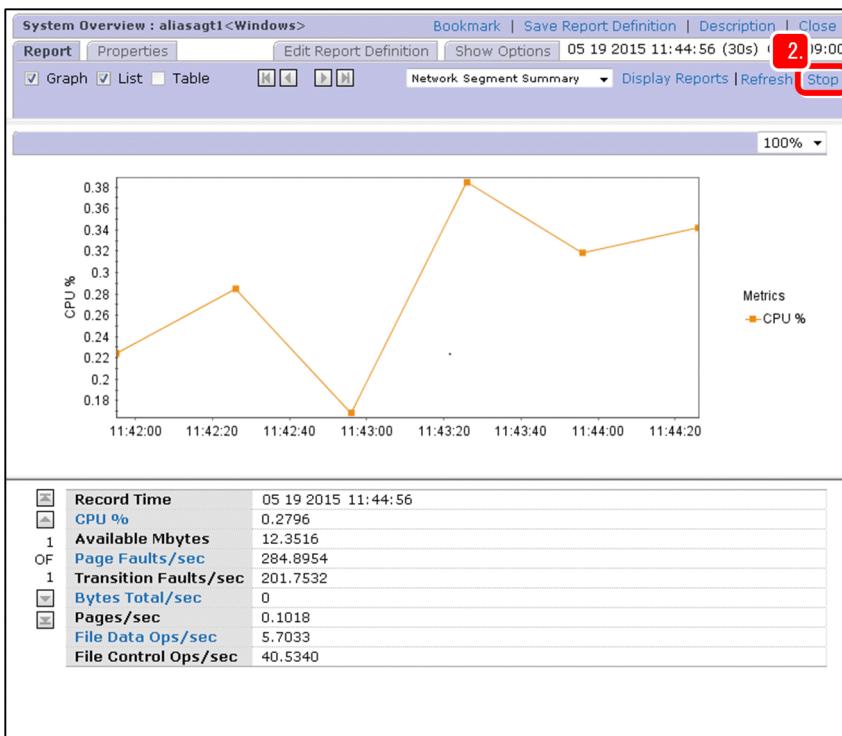 System Overview : aliasagt1<Windows>
Bookmark | Save Report Definition | Description | Close
Report Properties Edit Report Definition Show Options 05 19 2015 11:44:56 (30s) 09:00
2.
Graph List Table Network Segment Summary Display Reports | Refresh Stop
100%
0.38
0.36
0.34
0.32
0.3
0.28
0.26
0.24
0.22
0.2
0.18
CPU %
11:42:00 11:42:20 11:42:40 11:43:00 11:43:20 11:43:40 11:44:00 11:44:20
Metrics
CPU %
1
OF
1
Record Time 05 19 2015 11:44:56
CPU % 0.2796
Available Mbytes 12.3516
Page Faults/sec 284.8954
Transition Faults/sec 201.7532
Bytes Total/sec 0
Pages/sec 0.1018
File Data Ops/sec 5.7033
File Control Ops/sec 40.5340